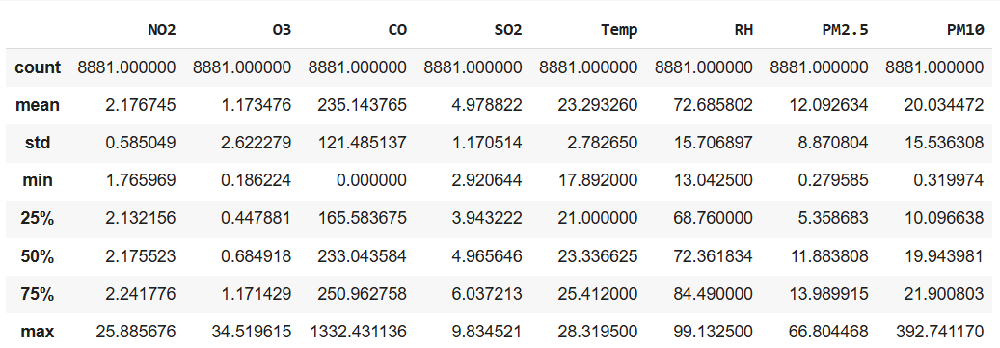 NO2 O3 CO SO2 Temp RH PM2.5 PM10
count 8881.000000 8881.000000 8881.000000 8881.000000 8881.000000 8881.000000 8881.000000 8881.000000
mean 2.176745 1.173476 235.143765 4.978822 23.293260 72.685802 12.092634 20.034472
std 0.585049 2.622279 121.485137 1.170514 2.782650 15.706897 8.870804 15.536308
min 1.765969 0.186224 0.000000 2.920644 17.892000 13.042500 0.279585 0.319974
25% 2.132156 0.447881 165.583675 3.943222 21.000000 68.760000 5.358683 10.096638
50% 2.175523 0.684918 233.043584 4.965646 23.336625 72.361834 11.883808 19.943981
75% 2.241776 1.171429 250.962758 6.037213 25.412000 84.490000 13.989915 21.900803
max 25.885676 34.519615 1332.431136 9.834521 28.319500 99.132500 66.804468 392.741170